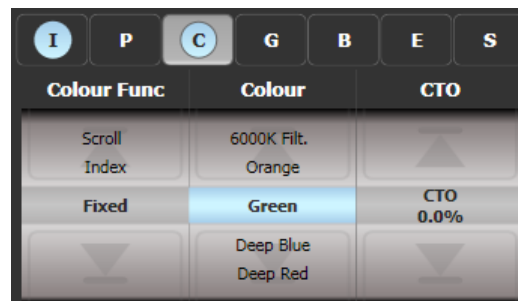 I P C G B E S
Colour Func Colour CTO
Scroll 6000K Filt.
Index Orange
Fixed Green CTO
0.0%
Deep Blue
Deep Red